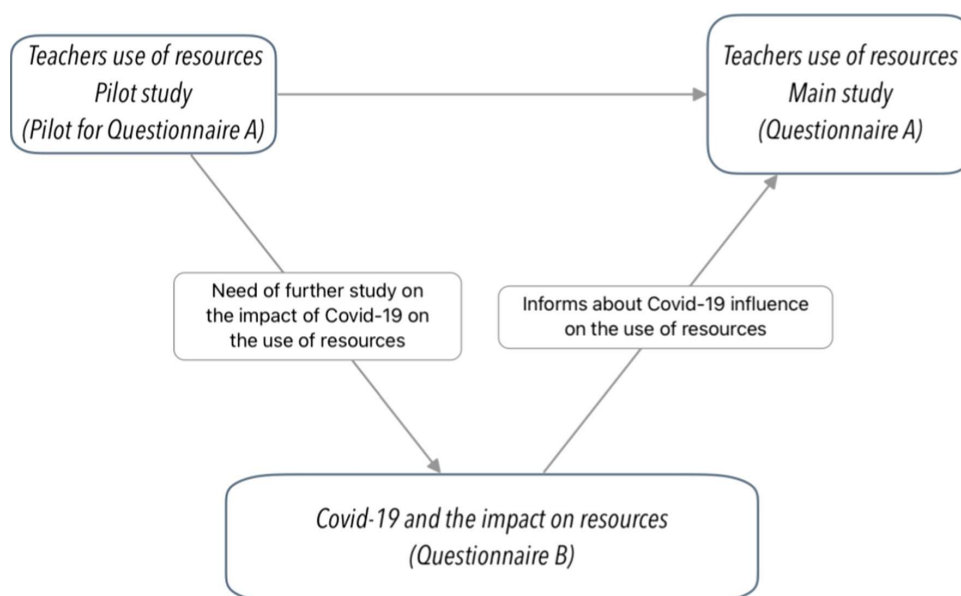 Teachers use of resources
Pilot study
(Pilot for Questionnaire A)
Teachers use of resources
Main study
(Questionnaire A)
Need of further study on
the impact of Covid-19 on
the use of resources
Informs about Covid-19 influence
on the use of resources
Covid-19 and the impact on resources
(Questionnaire B)